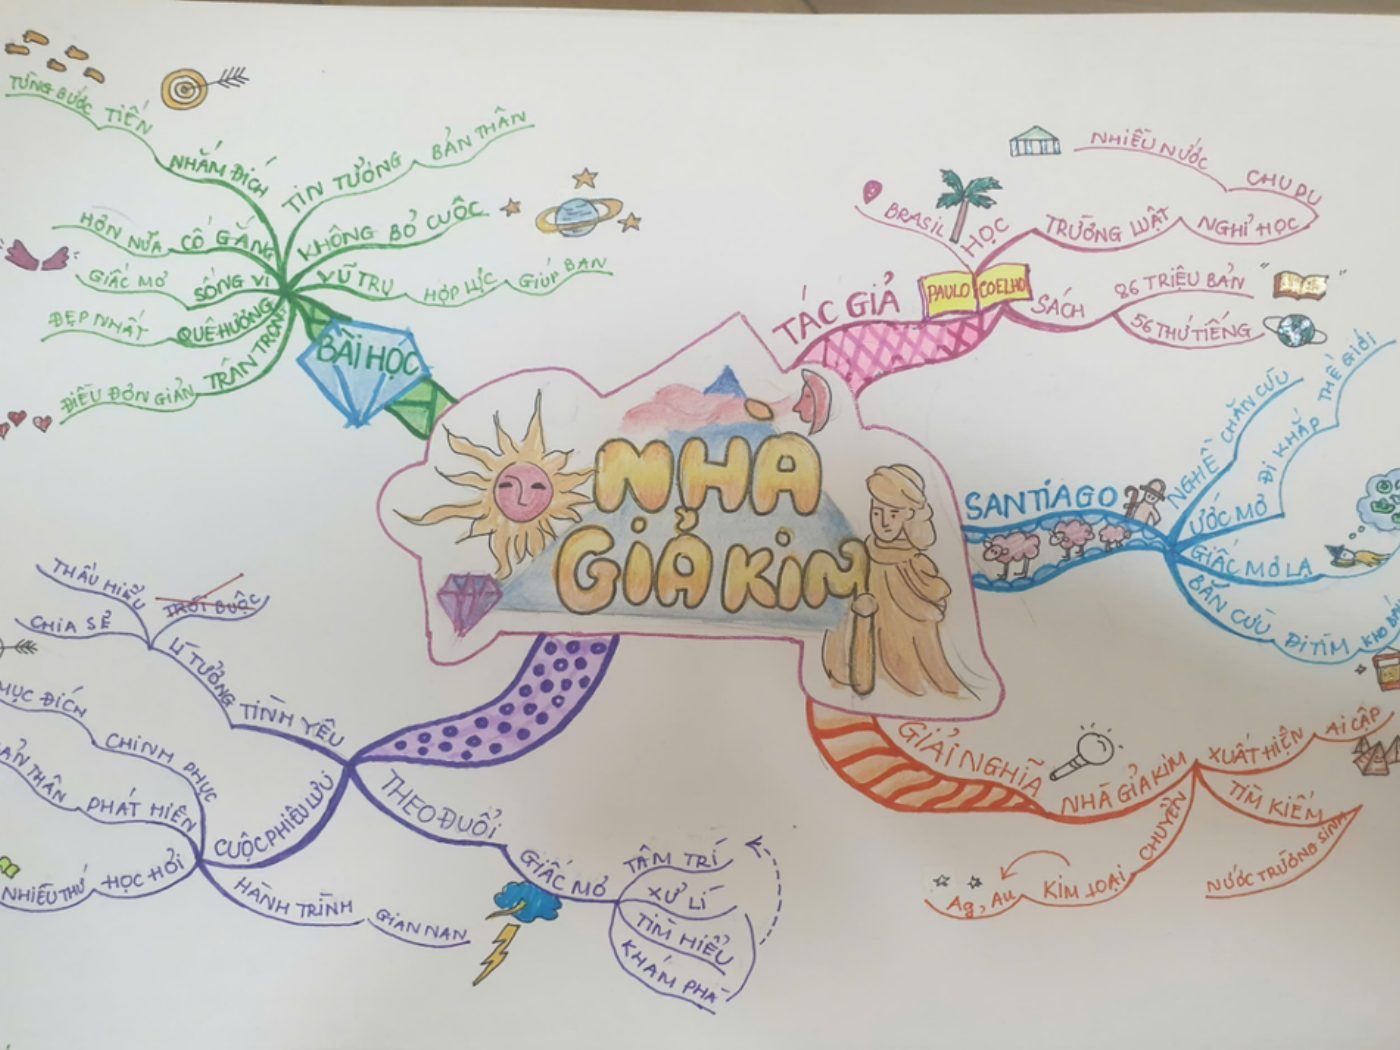 NHÀ
GIẢ KIM
TÁC GIẢ
PAULO COELHO
BRASIL
HỌC
TRƯỜNG LUẬT
NGHỈ HỌC
CHU DU
NHIỀU NƯỚC
SÁCH
86 TRIỆU BẢN
56 THỨ TIẾNG
SANTIAGO
NGHỀ CHĂN CỪU
ƯỚC MƠ ĐI KHẮP THẾ GIỚI
GIẤC MƠ LẠ
BÁN CỪU
ĐI TÌM
GIẢI NGHĨA
NHÀ GIẢ KIM
XUẤT HIỆN
AI CẬP
TÌM KIẾM
NƯỚC TRƯỜNG SINH
CHUYỂN
KIM LOẠI
Ag, Au
THEO ĐUỔI
GIẤC MƠ
TÂM TRÍ
XỬ LÍ
TÌM HIỂU
KHÁM PHÁ
CUỘC PHIÊU LƯU
CHINH PHỤC
MỤC ĐÍCH
PHÁT HIỆN
HỌC HỎI
NHIỀU THỨ
HÀNH TRÌNH
GIAN NAN
TÌNH YÊU
LÍ TƯỞNG
TRÓI BUỘC
THẤU HIỂU
CHIA SẺ
BÀI HỌC
NHẮM ĐÍCH
TIẾN
TỪNG BƯỚC
TIN TƯỞNG
BẢN THÂN
KHÔNG BỎ CUỘC
VŨ TRỤ
HỢP LỰC
GIÚP BẠN
CỐ GẮNG
HƠN NỮA
SỐNG VÌ
GIẤC MƠ
QUÊ HƯƠNG
ĐẸP NHẤT
TRÂN TRỌNG
ĐIỀU ĐƠN GIẢN